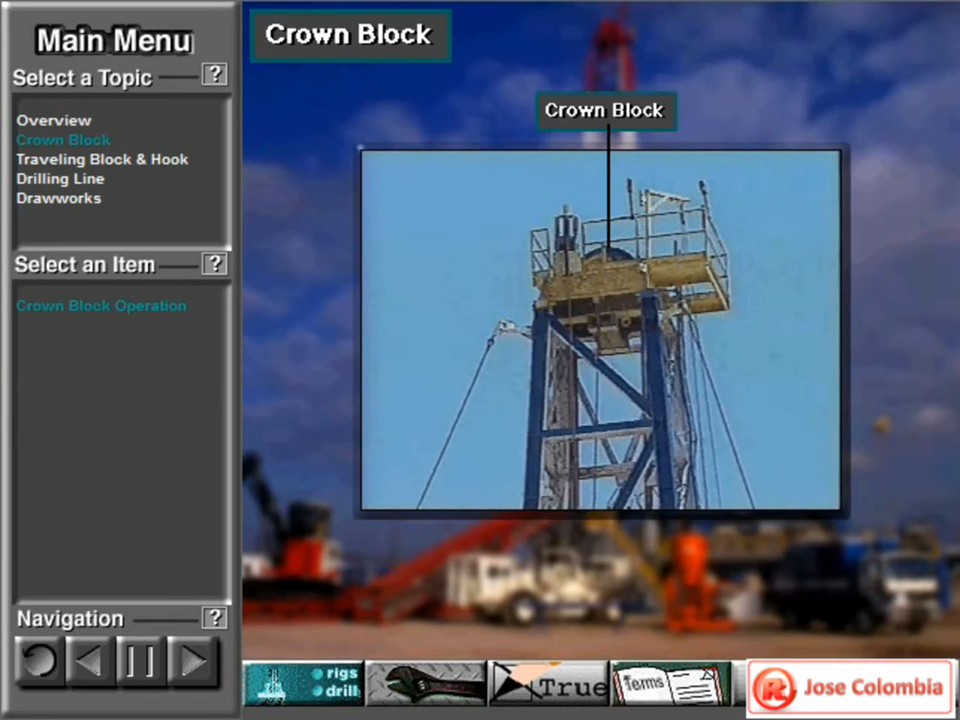 Main Menu
Select a Topic ?
Overview
Crown Block
Traveling Block & Hook
Drilling Line
Drawworks
Select an Item ?
Crown Block Operation
Navigation ?
Crown Block
Crown Block
rigs
drill
True
Terms
R Jose Colombia